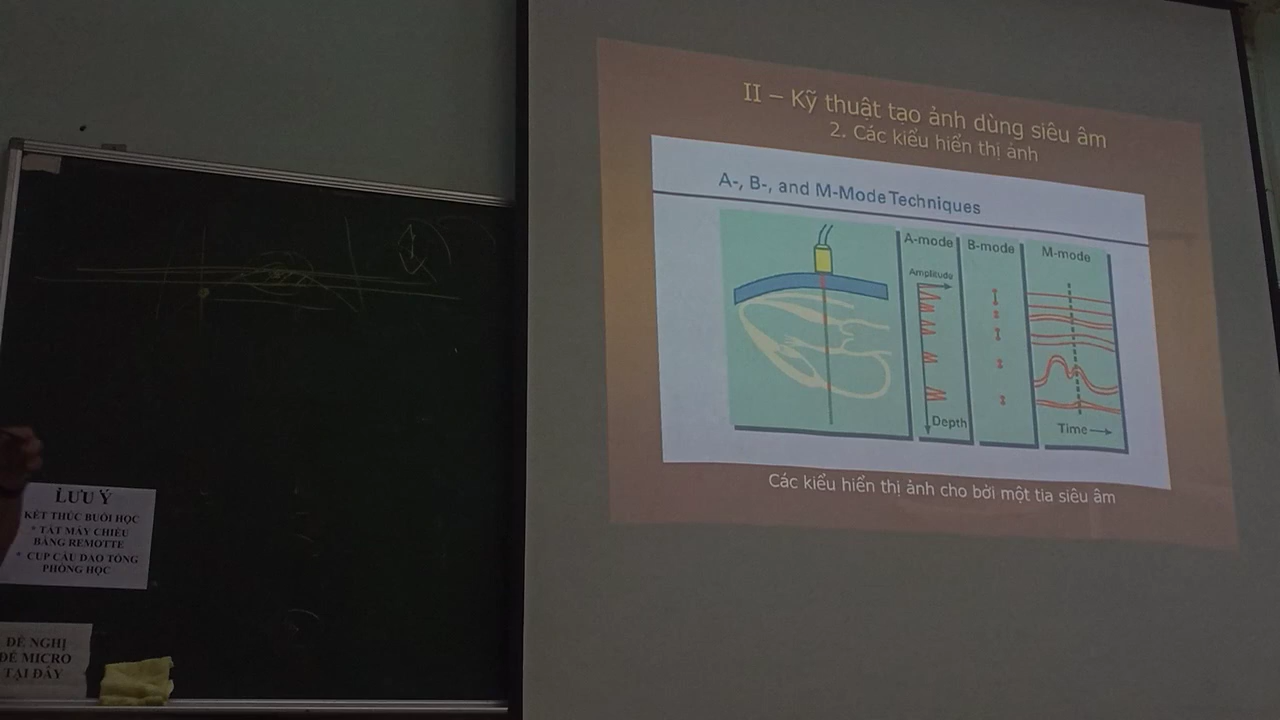 II – Kỹ thuật tạo ảnh dùng siêu âm
2. Các kiểu hiển thị ảnh
A-, B-, and M-Mode Techniques
A-mode
B-mode
M-mode
Amplitude
Depth
Time
Các kiểu hiển thị ảnh cho bởi một tia siêu âm
LƯU Ý
KẾT THÚC BUỔI HỌC
* TẮT MÁY CHIẾU
BẰNG REMOTTE
* CUP CẦU DAO TỔNG
PHÒNG HỌC
ĐỀ NGHỊ
ĐỂ MICRO
TẠI ĐÂY